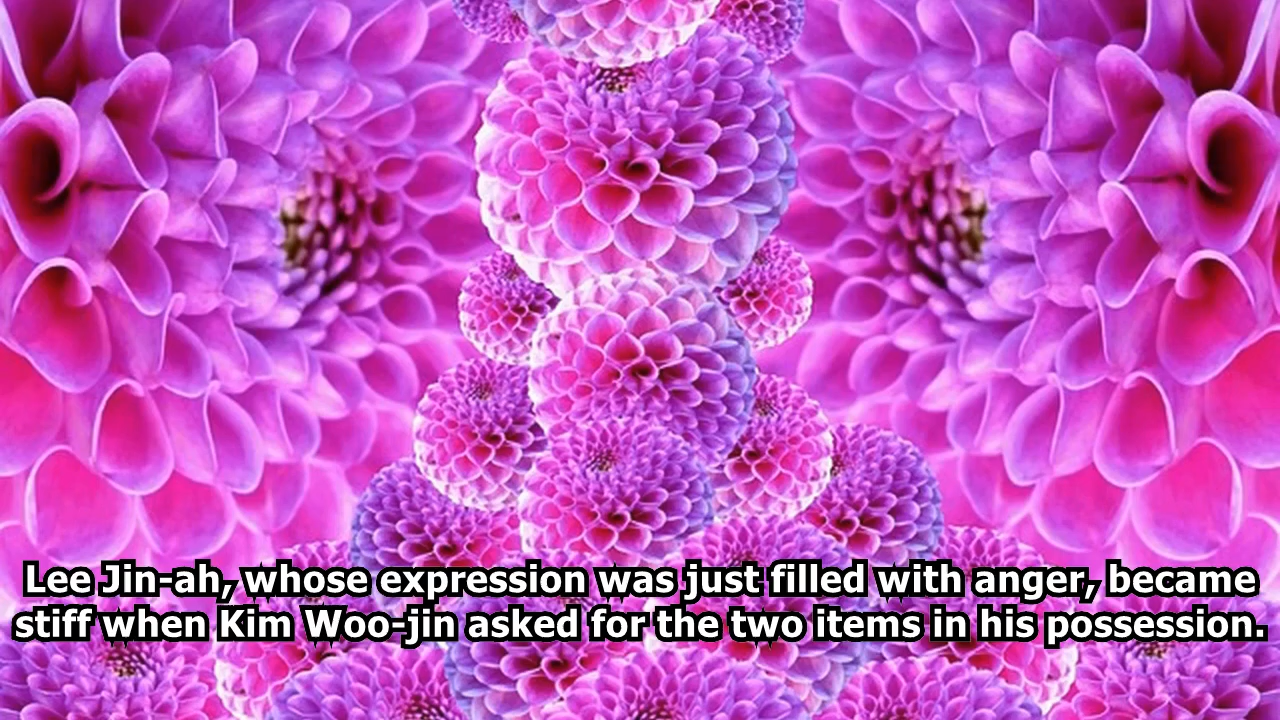 Lee Jin-ah, whose expression was just filled with anger, became
stiff when Kim Woo-jin asked for the two items in his possession.